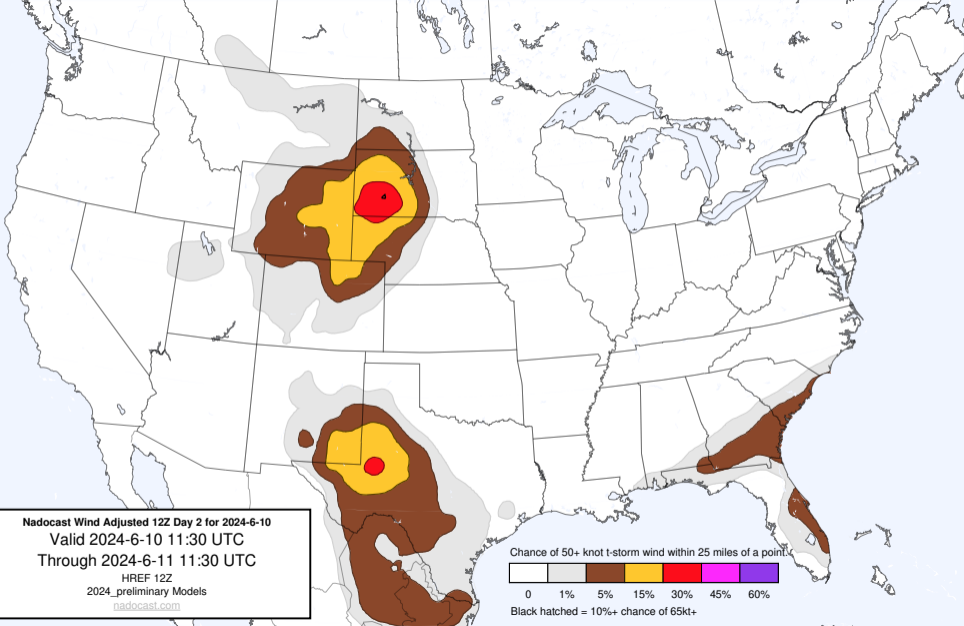 Nadocast Wind Adjusted 12Z Day 2 for 2024-6-10
Valid 2024-6-10 11:30 UTC
Through 2024-6-11 11:30 UTC
HREF 12Z
2024_preliminary Models
nadocast.com
Chance of 50+ knot t-storm wind within 25 miles of a point.
0 1% 5% 15% 30% 45% 60%
Black hatched = 10%+ chance of 65kt+